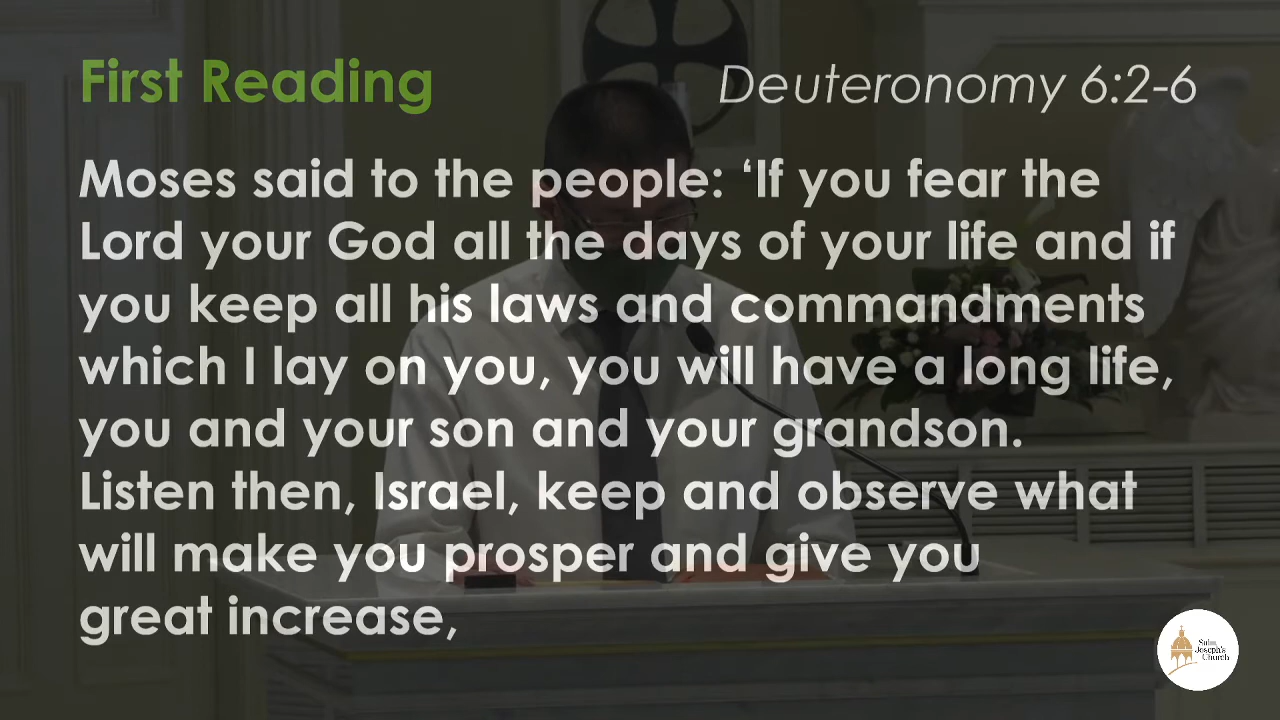 First Reading
Deuteronomy 6:2-6
Moses said to the people: ‘If you fear the
Lord your God all the days of your life and if
you keep all his laws and commandments
which I lay on you, you will have a long life,
you and your son and your grandson.
Listen then, Israel, keep and observe what
will make you prosper and give you
great increase,
Joseph's
Church